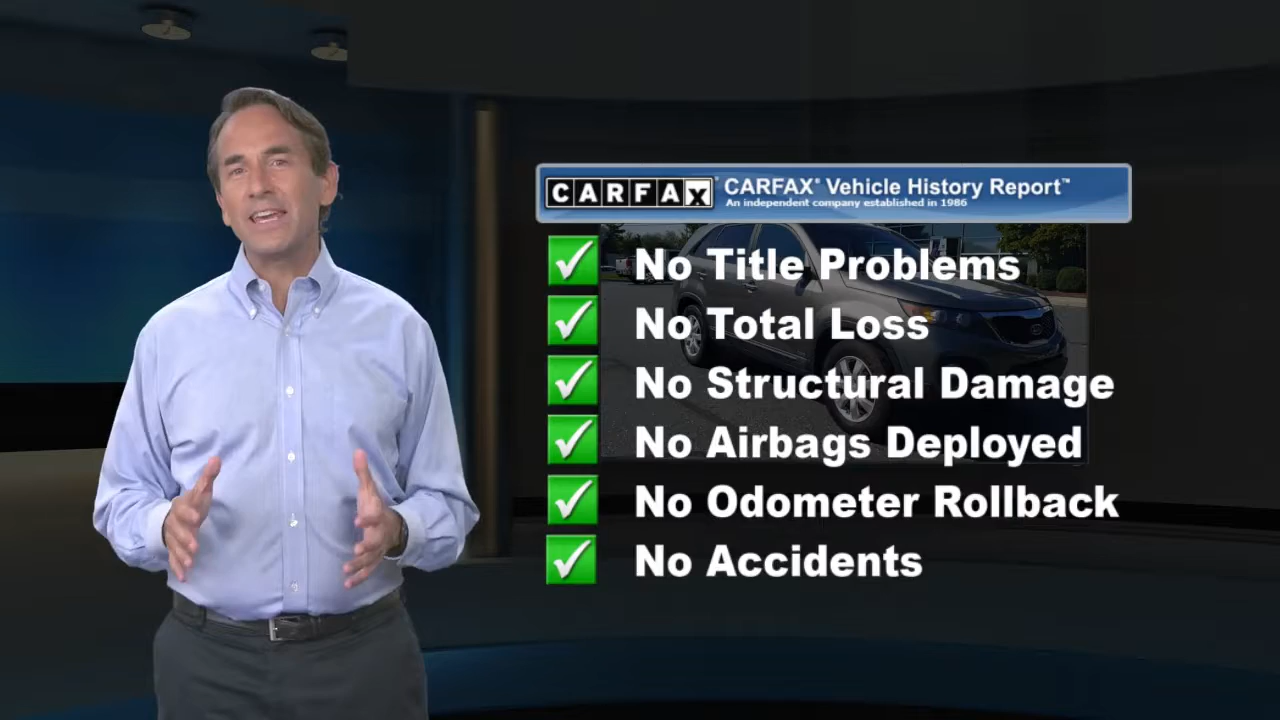 CARFAX
CARFAX® Vehicle History Report™
An independent company established in 1986
No Title Problems
No Total Loss
No Structural Damage
No Airbags Deployed
No Odometer Rollback
No Accidents